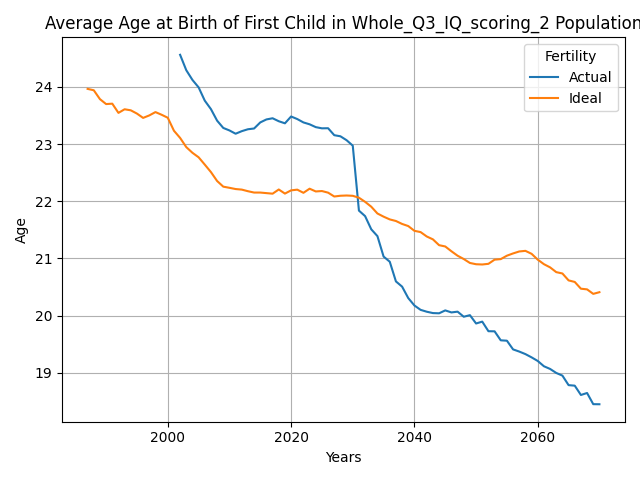 Average Age at Birth of First Child in Whole_Q3_IQ_scoring_2 Population
Fertility
Actual
Ideal
Age
24
23
22
21
20
19
2000 2020 2040 2060
Years